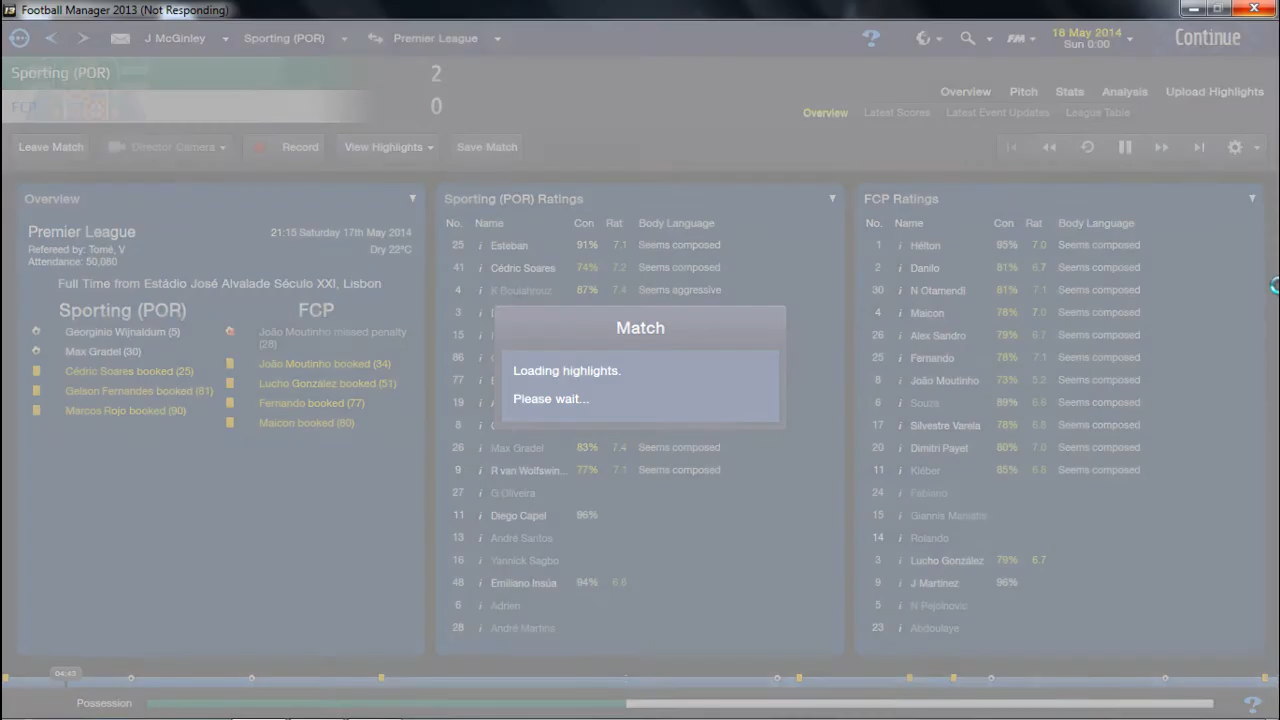 Football Manager 2013 (Not Responding)
J McGinley Sporting (POR) Premier League FM 18 May 2014 Sun 0:00 Continue
Sporting (POR) 2
FCP 0
Overview Pitch Stats Analysis Upload Highlights
Overview Latest Scores Latest Event Updates League Table
Leave Match Director Camera Record View Highlights Save Match
Overview
Premier League 21:15 Saturday 17th May 2014
Refereed by: Tomé, V Dry 22°C
Attendance: 50,080
Full Time from Estádio José Alvalade Século XXI, Lisbon
Sporting (POR) FCP
Georginio Wijnaldum (5) João Moutinho missed penalty (28)
Max Gradel (30)
Cédric Soares booked (25) João Moutinho booked (34)
Gelson Fernandes booked (81) Lucho González booked (51)
Marcos Rojo booked (90) Fernando booked (77)
Maicon booked (80)
Sporting (POR) Ratings
No. Name Con Rat Body Language
25 i Esteban 91% 7.1 Seems composed
41 i Cédric Soares 74% 7.2 Seems composed
4 i K Boulahrouz 87% 7.4 Seems aggressive
3 i
15 i
86 i
77 i
19 i
8 i
26 i Max Gradel 83% 7.4 Seems composed
9 i R van Wolfswin... 77% 7.1 Seems composed
27 i G Oliveira
11 i Diego Capel 96%
13 i André Santos
16 i Yannick Sagbo
48 i Emiliano Insúa 94% 6.8
6 i Adrien
28 i André Martins
Match
Loading highlights.
Please wait...
FCP Ratings
No. Name Con Rat Body Language
1 i Hélton 95% 7.0 Seems composed
2 i Danilo 81% 6.7 Seems composed
30 i N Otamendi 81% 7.1 Seems composed
4 i Maicon 78% 7.0 Seems composed
26 i Alex Sandro 79% 6.7 Seems composed
25 i Fernando 78% 7.1 Seems composed
8 i João Moutinho 73% 5.2 Seems composed
6 i Souza 89% 6.6 Seems composed
17 i Silvestre Varela 78% 6.8 Seems composed
20 i Dimitri Payet 80% 7.0 Seems composed
11 i Kléber 85% 6.8 Seems composed
24 i Fabiano
15 i Giannis Maniatis
14 i Rolando
3 i Lucho González 79% 6.7
9 i J Martínez 96%
5 i
23 i Abdoulaye
04:43
Possession